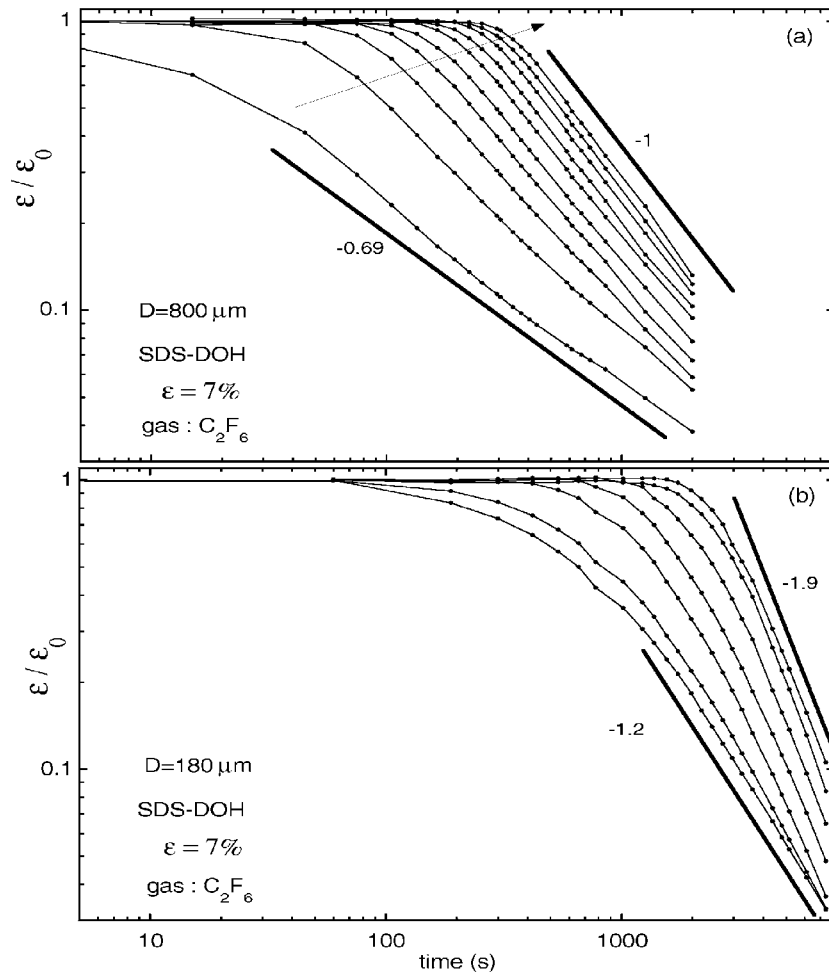 1
(a)
-1
ε / ε₀
-0.69
0.1
D=800 µm
SDS-DOH
ε = 7%
gas : C₂F₆
1
(b)
-1.9
ε / ε₀
-1.2
0.1
D=180 µm
SDS-DOH
ε = 7%
gas : C₂F₆
10 100 1000
time (s)